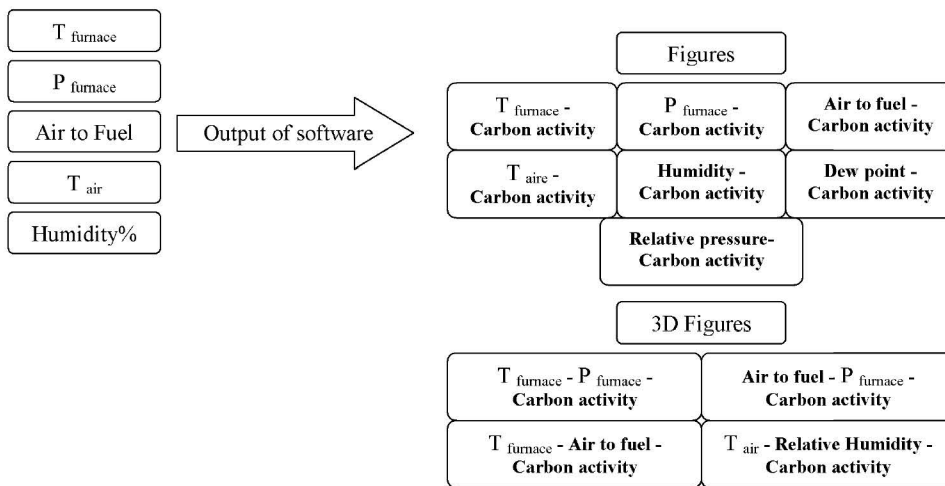 T furnace
P furnace
Air to Fuel
T air
Humidity%
Output of software
Figures
T furnace -
Carbon activity
P furnace -
Carbon activity
Air to fuel -
Carbon activity
T aire -
Carbon activity
Humidity -
Carbon activity
Dew point -
Carbon activity
Relative pressure-
Carbon activity
3D Figures
T furnace - P furnace -
Carbon activity
Air to fuel - P furnace -
Carbon activity
T furnace - Air to fuel -
Carbon activity
T air - Relative Humidity -
Carbon activity